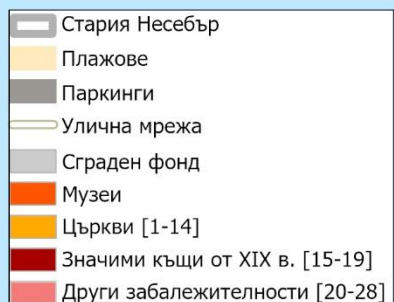 Стария Несебър
Плажове
Паркинги
Улична мрежа
Сграден фонд
Музеи
Църкви [1-14]
Значими къщи от XIX в. [15-19]
Други забалежителности [20-28]